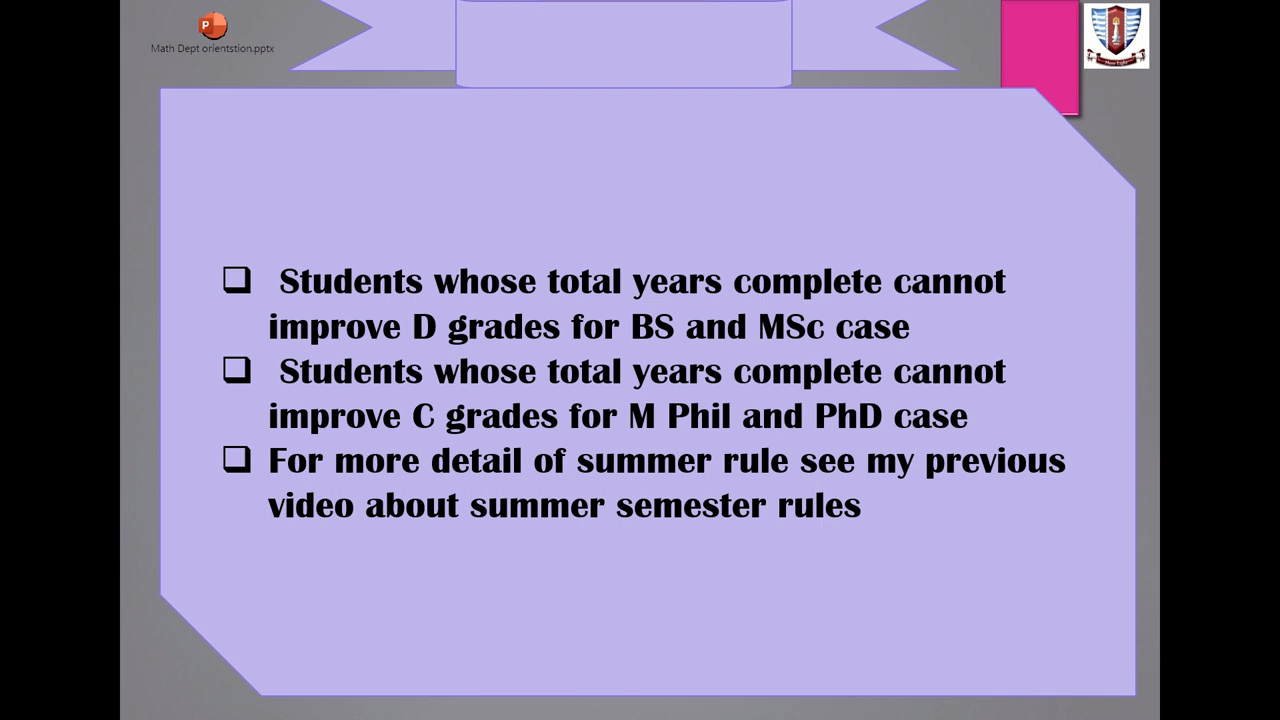 Math Dept orientstion.pptx
❑ Students whose total years complete cannot
improve D grades for BS and MSc case
❑ Students whose total years complete cannot
improve C grades for M Phil and PhD case
❑ For more detail of summer rule see my previous
video about summer semester rules